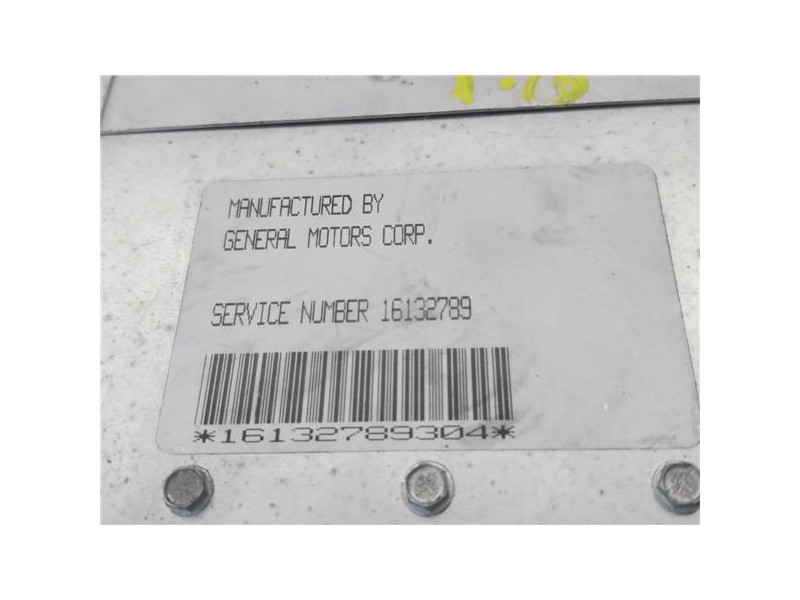 MANUFACTURED BY
GENERAL MOTORS CORP.
SERVICE NUMBER 16132789
*16132789304*